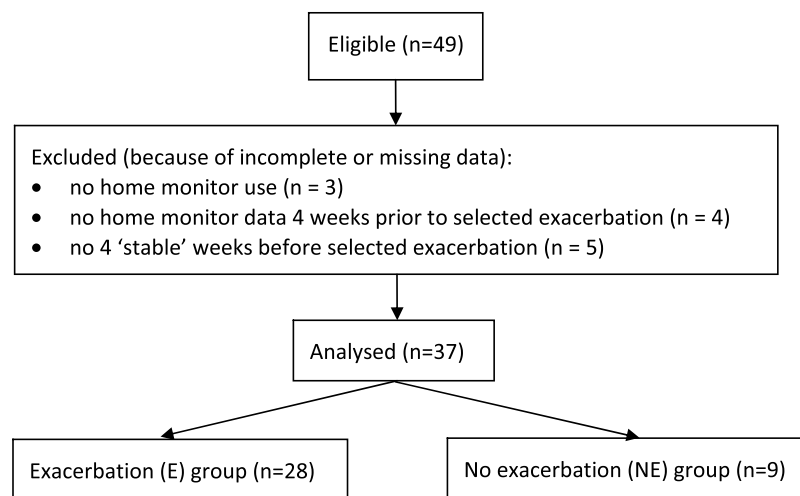 Eligible (n=49)
Excluded (because of incomplete or missing data):
• no home monitor use (n = 3)
• no home monitor data 4 weeks prior to selected exacerbation (n = 4)
• no 4 ‘stable’ weeks before selected exacerbation (n = 5)
Analysed (n=37)
Exacerbation (E) group (n=28)
No exacerbation (NE) group (n=9)